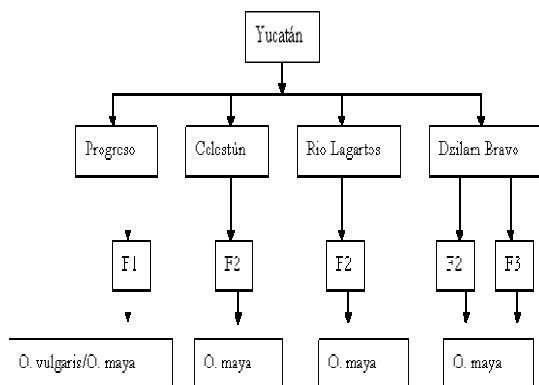 Yucatán
Progreso
Celestún
Rio Lagartos
Dzilam Bravo
F1
F2
F2
F2
F3
O. vulgaris/O. maya
O. maya
O. maya
O. maya